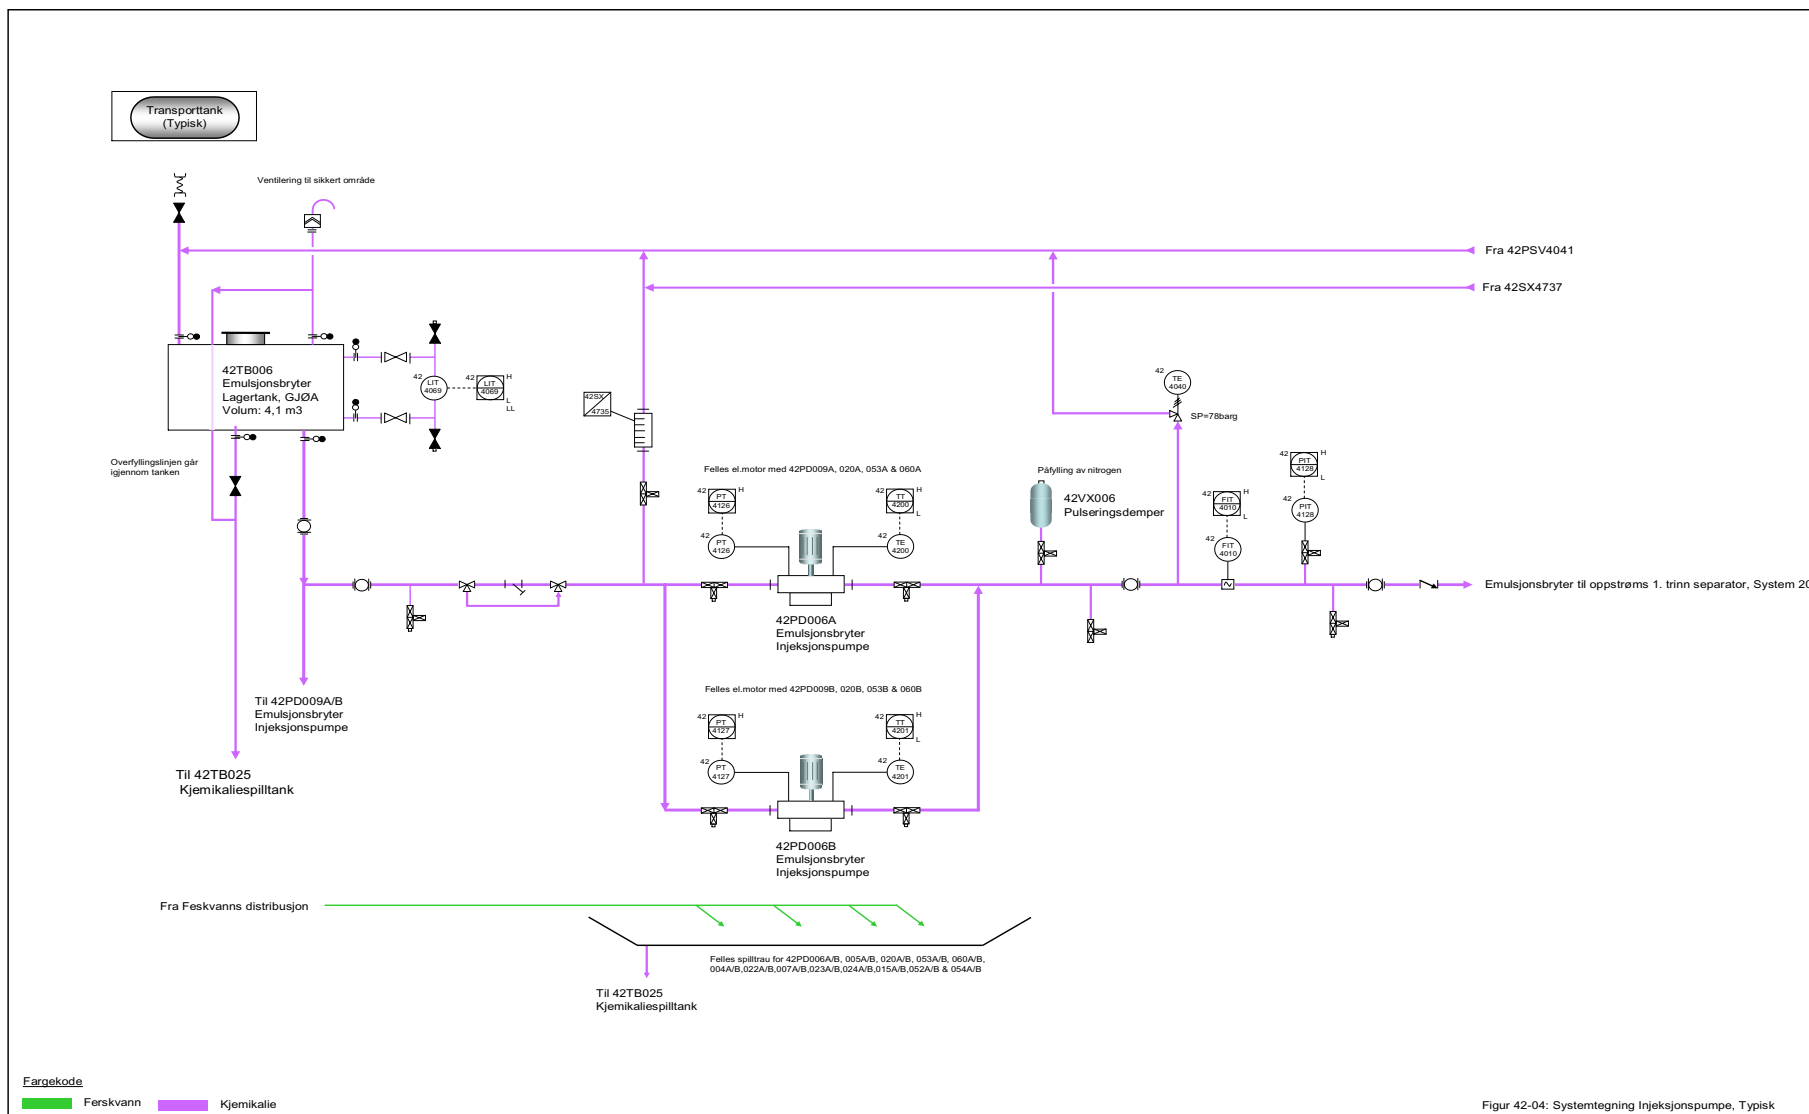 Transporttank
(Typisk)
Ventilering til sikkert område
Fra 42PSV4041
Fra 42SX4737
42TB006
Emulsjonsbryter
Lagertank, GJØA
Volum: 4,1 m3
42
LIT
4069
42
LIT
4069
H
L
LL
42SX
4735
42
TE
4040
SP=78barg
Overfyllingslinjen går
igjennom tanken
Felles el.motor med 42PD009A, 020A, 053A & 060A
42
PT
4126
H
42
TT
4200
H
L
42
PT
4126
42
TE
4200
Påfylling av nitrogen
42VX006
Pulseringsdemper
42
FIT
4010
H
L
42
FIT
4010
42
PIT
4128
H
L
42
PIT
4128
Emulsjonsbryter til oppstrøms 1. trinn separator, System 20
42PD006A
Emulsjonsbryter
Injeksjonspumpe
Til 42PD009A/B
Emulsjonsbryter
Injeksjonspumpe
Til 42TB025
Kjemikaliespilltank
Felles el.motor med 42PD009B, 020B, 053B & 060B
42
PT
4127
H
42
TT
4201
H
L
42
PT
4127
42
TE
4201
42PD006B
Emulsjonsbryter
Injeksjonspumpe
Fra Feskvanns distribusjon
Felles spilltrau for 42PD006A/B, 005A/B, 020A/B, 053A/B, 060A/B,
004A/B,022A/B,007A/B,023A/B,024A/B,015A/B,052A/B & 054A/B
Til 42TB025
Kjemikaliespilltank
Fargekode
Ferskvann
Kjemikalie
Figur 42-04: Systemtegning Injeksjonspumpe, Typisk